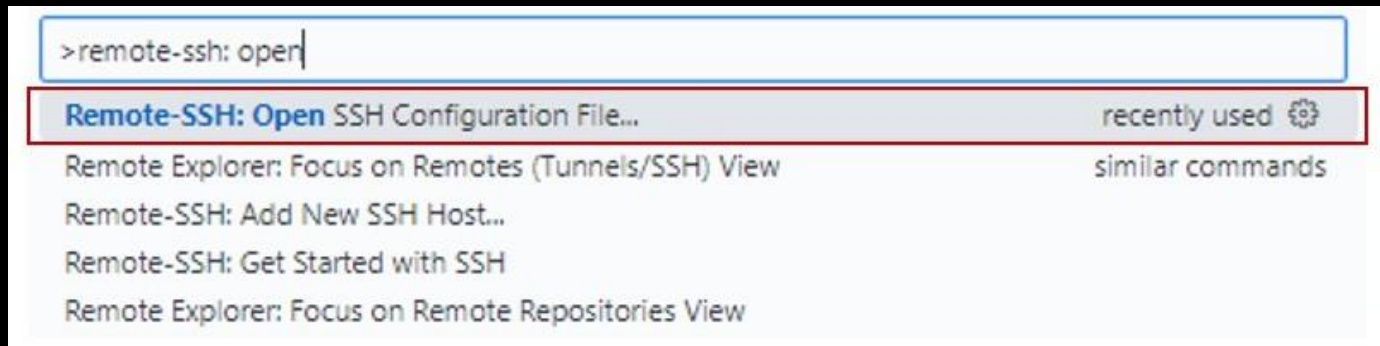 >remote-ssh: open
Remote-SSH: Open SSH Configuration File... recently used
Remote Explorer: Focus on Remotes (Tunnels/SSH) View similar commands
Remote-SSH: Add New SSH Host...
Remote-SSH: Get Started with SSH
Remote Explorer: Focus on Remote Repositories View